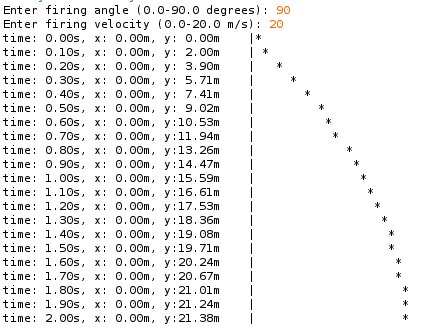 Enter firing angle (0.0-90.0 degrees): 90
Enter firing velocity (0.0-20.0 m/s): 20
time: 0.00s, x: 0.00m, y: 0.00m    |*
time: 0.10s, x: 0.00m, y: 2.00m    | *
time: 0.20s, x: 0.00m, y: 3.90m    |   *
time: 0.30s, x: 0.00m, y: 5.71m    |     *
time: 0.40s, x: 0.00m, y: 7.41m    |       *
time: 0.50s, x: 0.00m, y: 9.02m    |         *
time: 0.60s, x: 0.00m, y:10.53m    |          *
time: 0.70s, x: 0.00m, y:11.94m    |           *
time: 0.80s, x: 0.00m, y:13.26m    |             *
time: 0.90s, x: 0.00m, y:14.47m    |              *
time: 1.00s, x: 0.00m, y:15.59m    |               *
time: 1.10s, x: 0.00m, y:16.61m    |                *
time: 1.20s, x: 0.00m, y:17.53m    |                 *
time: 1.30s, x: 0.00m, y:18.36m    |                  *
time: 1.40s, x: 0.00m, y:19.08m    |                   *
time: 1.50s, x: 0.00m, y:19.71m    |                   *
time: 1.60s, x: 0.00m, y:20.24m    |                    *
time: 1.70s, x: 0.00m, y:20.67m    |                    *
time: 1.80s, x: 0.00m, y:21.01m    |                     *
time: 1.90s, x: 0.00m, y:21.24m    |                     *
time: 2.00s, x: 0.00m, y:21.38m    |                     *